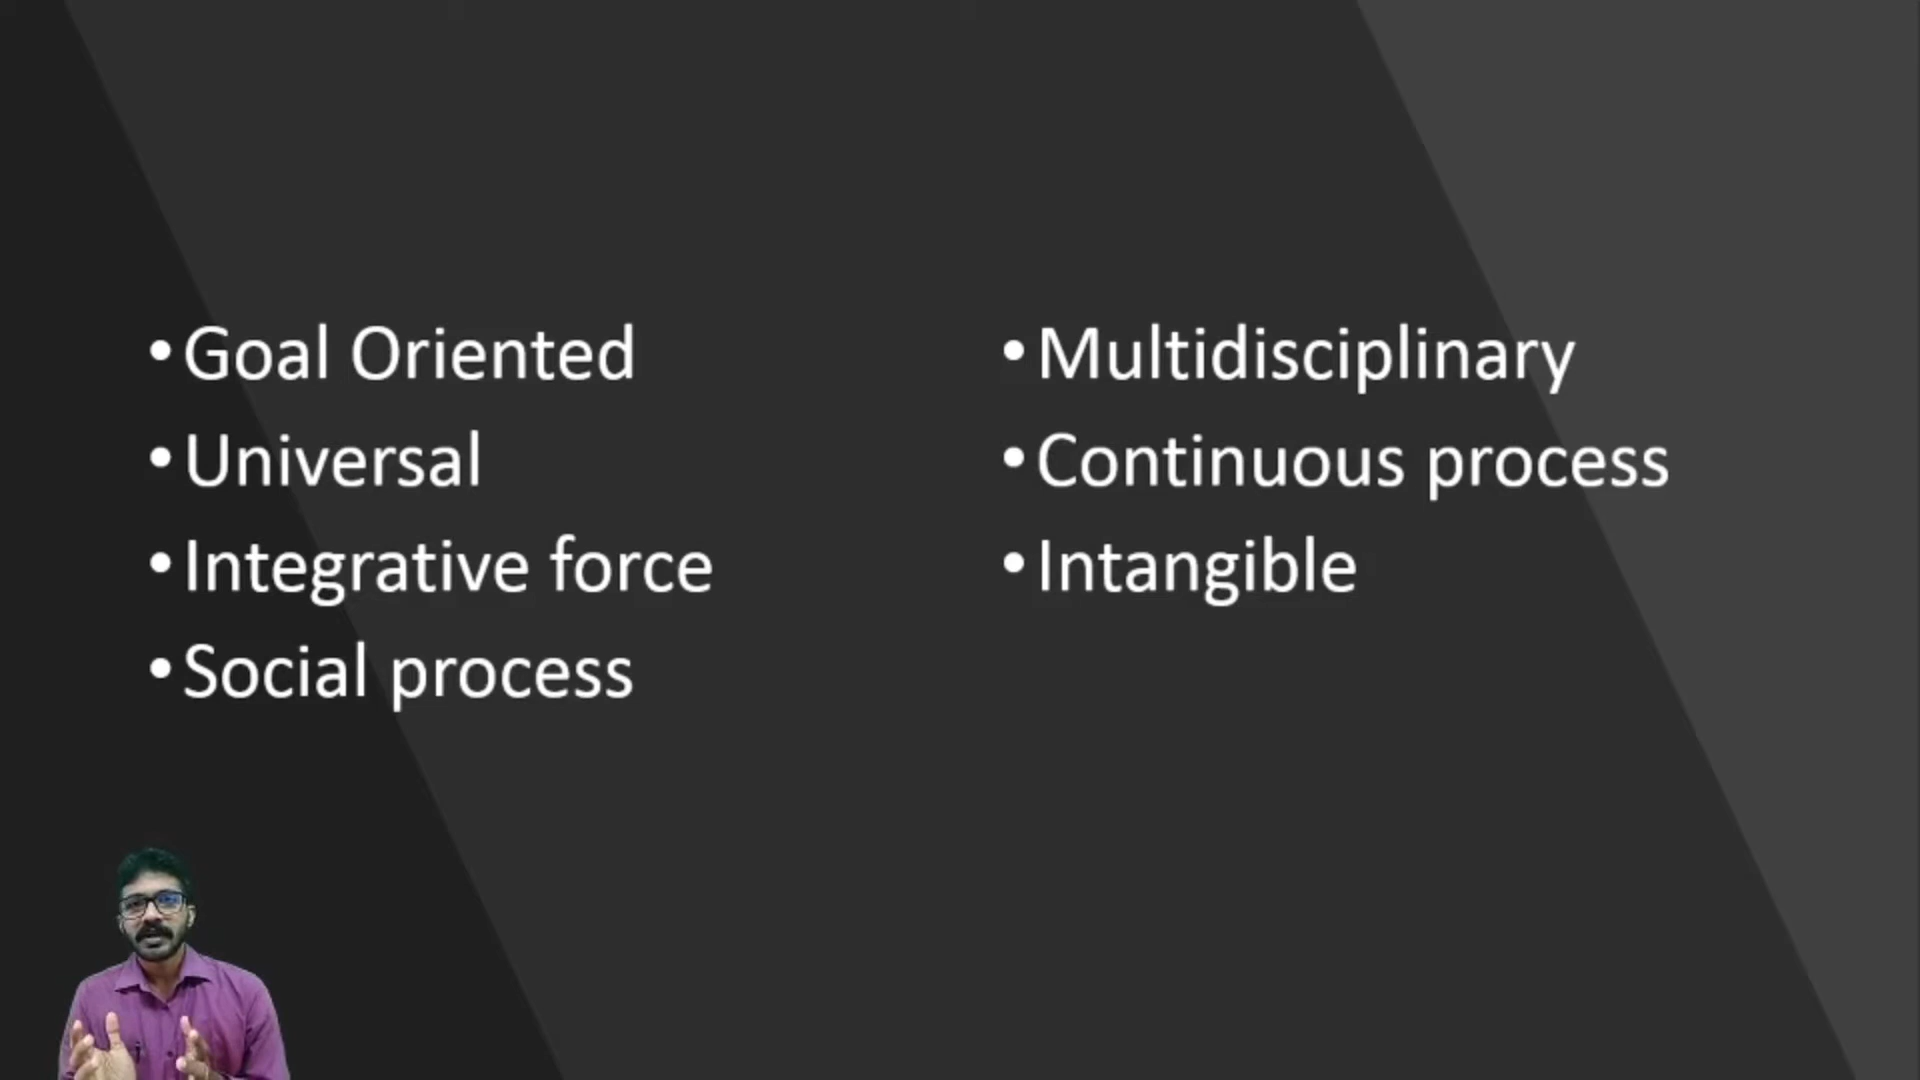 • Goal Oriented
• Universal
• Integrative force
• Social process
• Multidisciplinary
• Continuous process
• Intangible